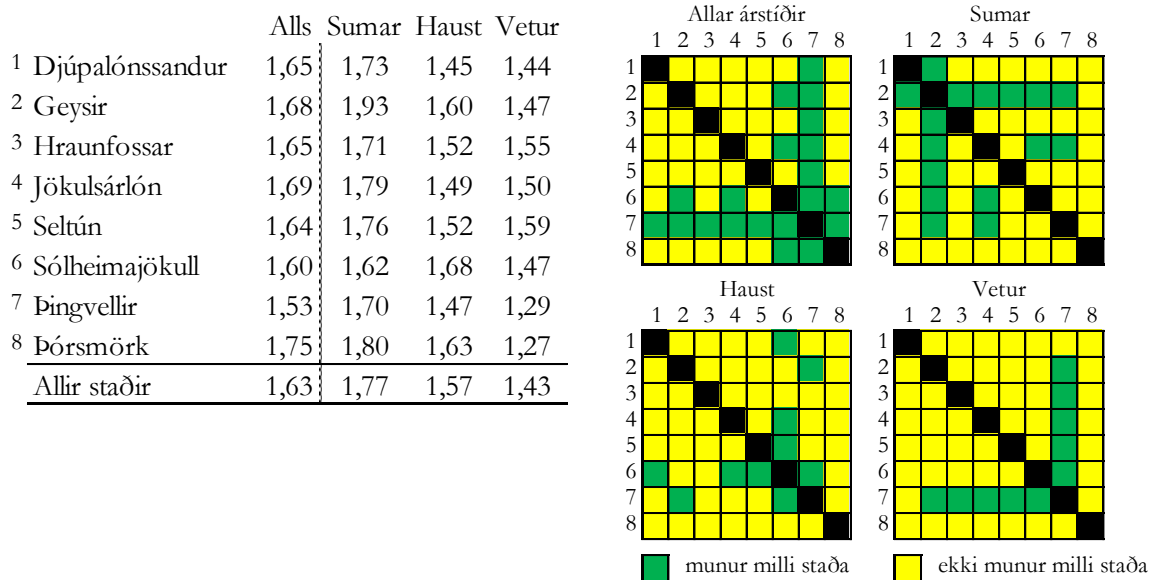 Alls Sumar Haust Vetur
1 Djúpalónssandur 1,65 1,73 1,45 1,44
2 Geysir 1,68 1,93 1,60 1,47
3 Hraunfossar 1,65 1,71 1,52 1,55
4 Jökulsárlón 1,69 1,79 1,49 1,50
5 Seltún 1,64 1,76 1,52 1,59
6 Sólheimajökull 1,60 1,62 1,68 1,47
7 Þingvellir 1,53 1,70 1,47 1,29
8 Þórsmörk 1,75 1,80 1,63 1,27
Allir staðir 1,63 1,77 1,57 1,43
Allar árstíðir
1 2 3 4 5 6 7 8
1
2
3
4
5
6
7
8
Sumar
1 2 3 4 5 6 7 8
1
2
3
4
5
6
7
8
Haust
1 2 3 4 5 6 7 8
1
2
3
4
5
6
7
8
Vetur
1 2 3 4 5 6 7 8
1
2
3
4
5
6
7
8
munur milli staða
ekki munur milli staða